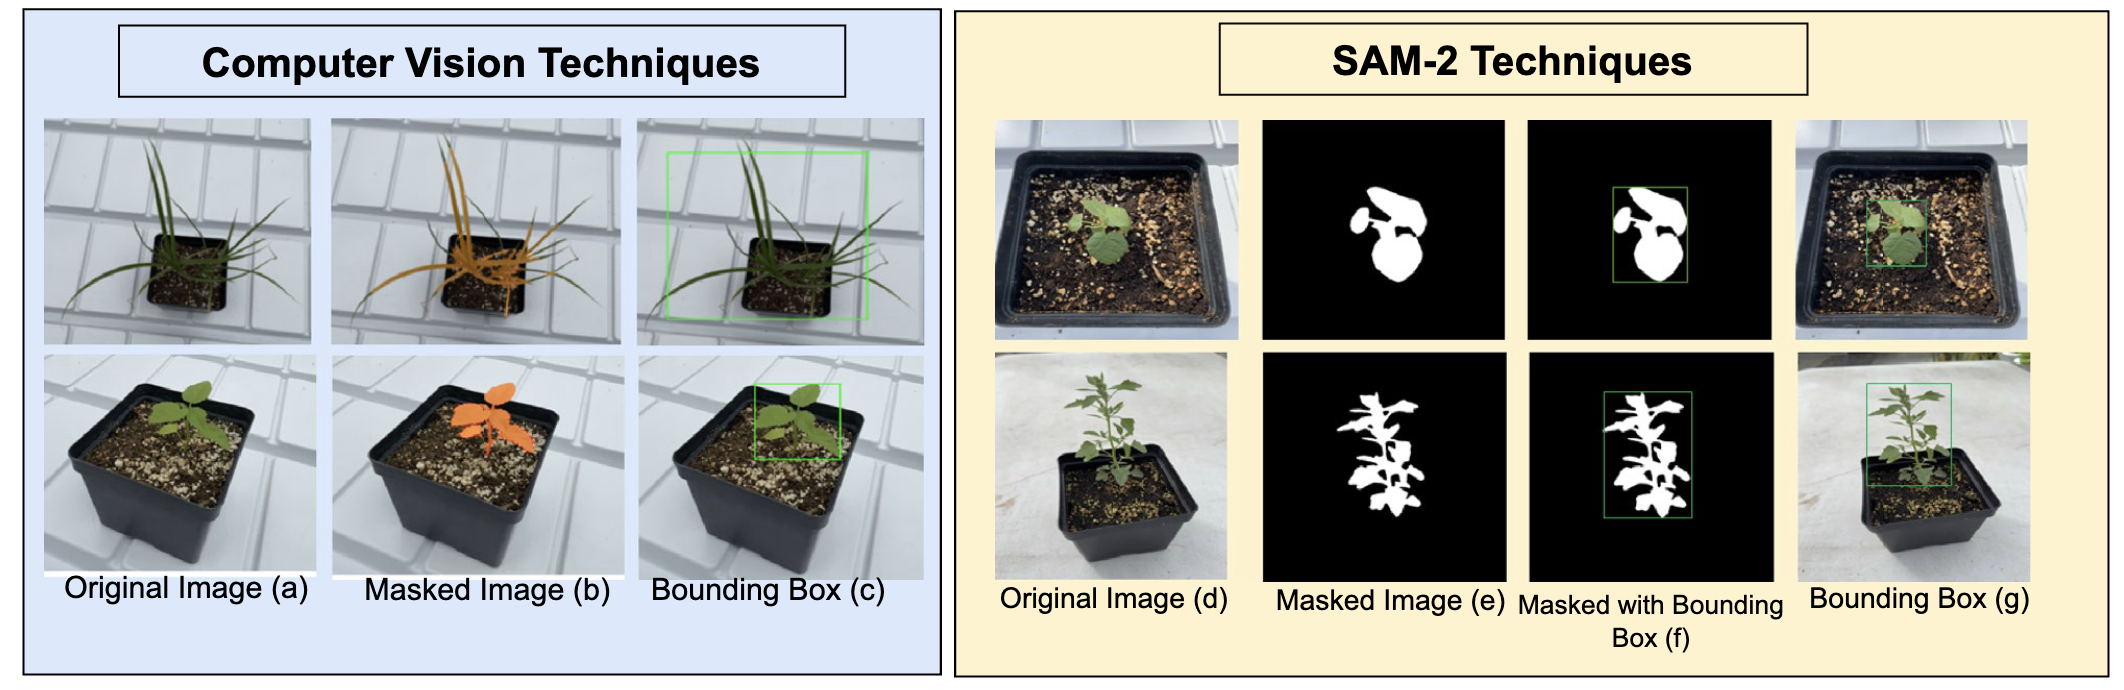 Computer Vision Techniques
Original Image (a)
Masked Image (b)
Bounding Box (c)
SAM-2 Techniques
Original Image (d)
Masked Image (e)
Masked with Bounding
Box (f)
Bounding Box (g)